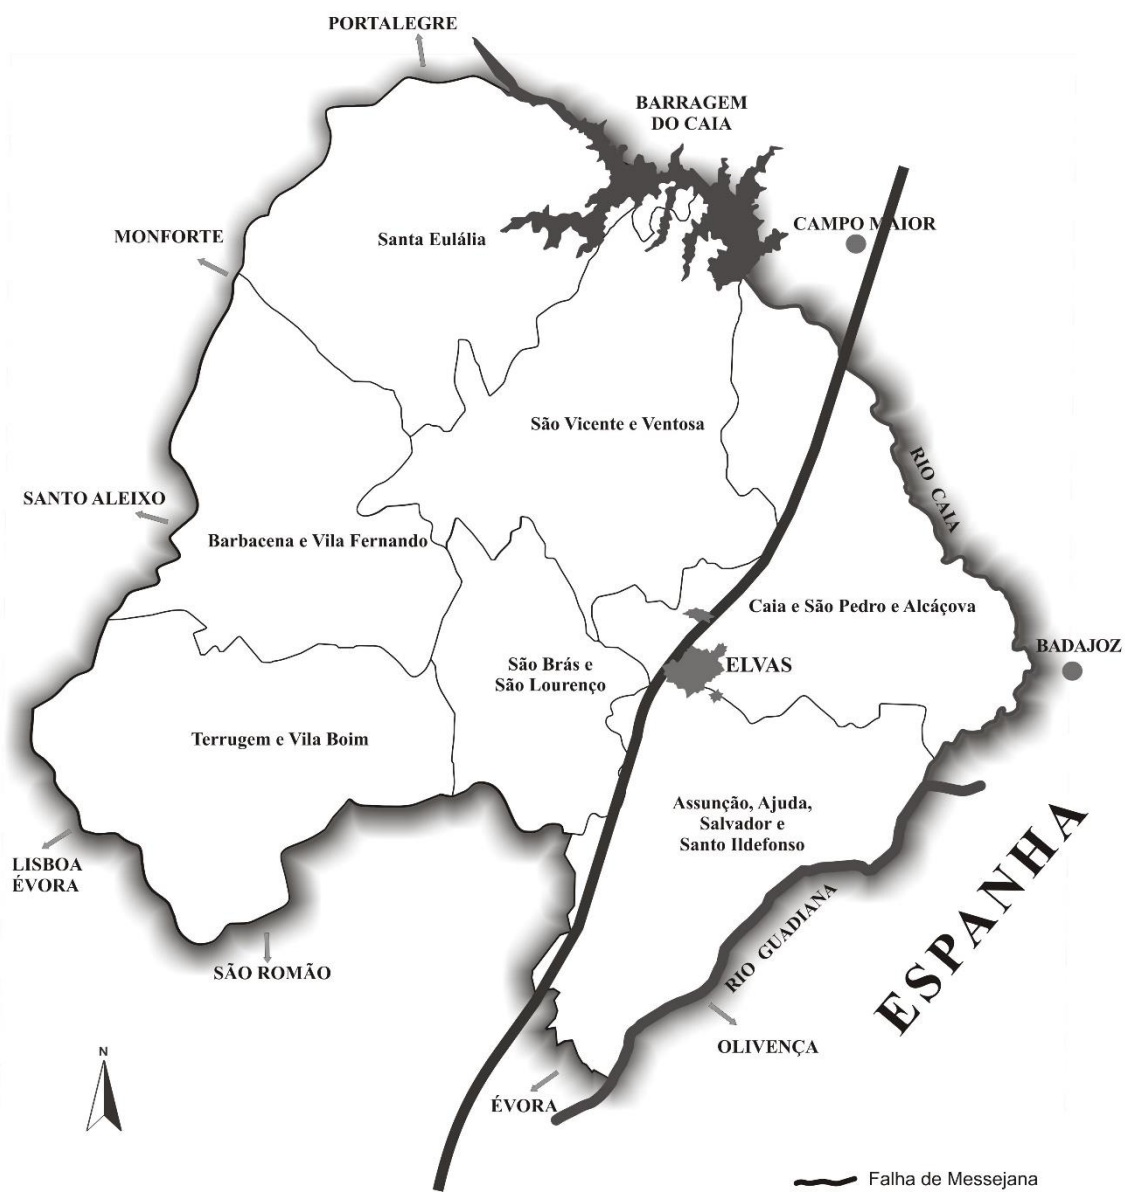 PORTALEGRE
BARRAGEM
DO CAIA
CAMPO MAIOR
MONFORTE
Santa Eulália
São Vicente e Ventosa
RIO CAIA
SANTO ALEIXO
Barbacena e Vila Fernando
Caia e São Pedro e Alcáçova
BADAJOZ
São Brás e
São Lourenço
ELVAS
Terrugem e Vila Boim
Assunção, Ajuda,
Salvador e
Santo Ildefonso
LISBOA
ÉVORA
ESPANHA
RIO GUADIANA
SÃO ROMÃO
OLIVENÇA
N
ÉVORA
Falha de Messejana